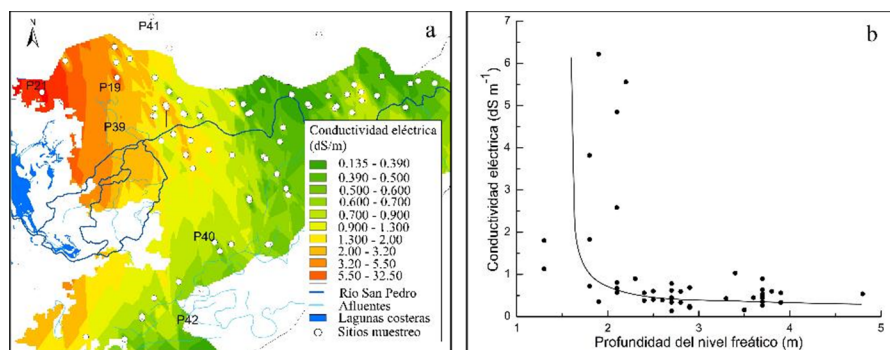 P41
N
a
P21
P19
P39
P40
P42
Conductividad eléctrica
(dS/m)
0.135 - 0.390
0.390 - 0.500
0.500 - 0.600
0.600 - 0.700
0.700 - 0.900
0.900 - 1.300
1.300 - 2.00
2.00 - 3.20
3.20 - 5.50
5.50 - 32.50
Río San Pedro
Afluentes
Lagunas costeras
Sitios muestreo
b
Conductividad eléctrica (dS m⁻¹)
7
6
5
4
3
2
1
0
1 2 3 4 5
Profundidad del nivel freático (m)